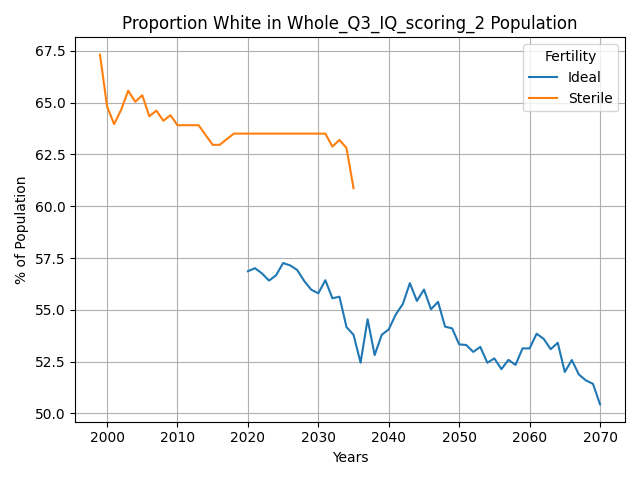 Proportion White in Whole_Q3_IQ_scoring_2 Population
Fertility
Ideal
Sterile
67.5
65.0
62.5
60.0
57.5
55.0
52.5
50.0
% of Population
2000 2010 2020 2030 2040 2050 2060 2070
Years